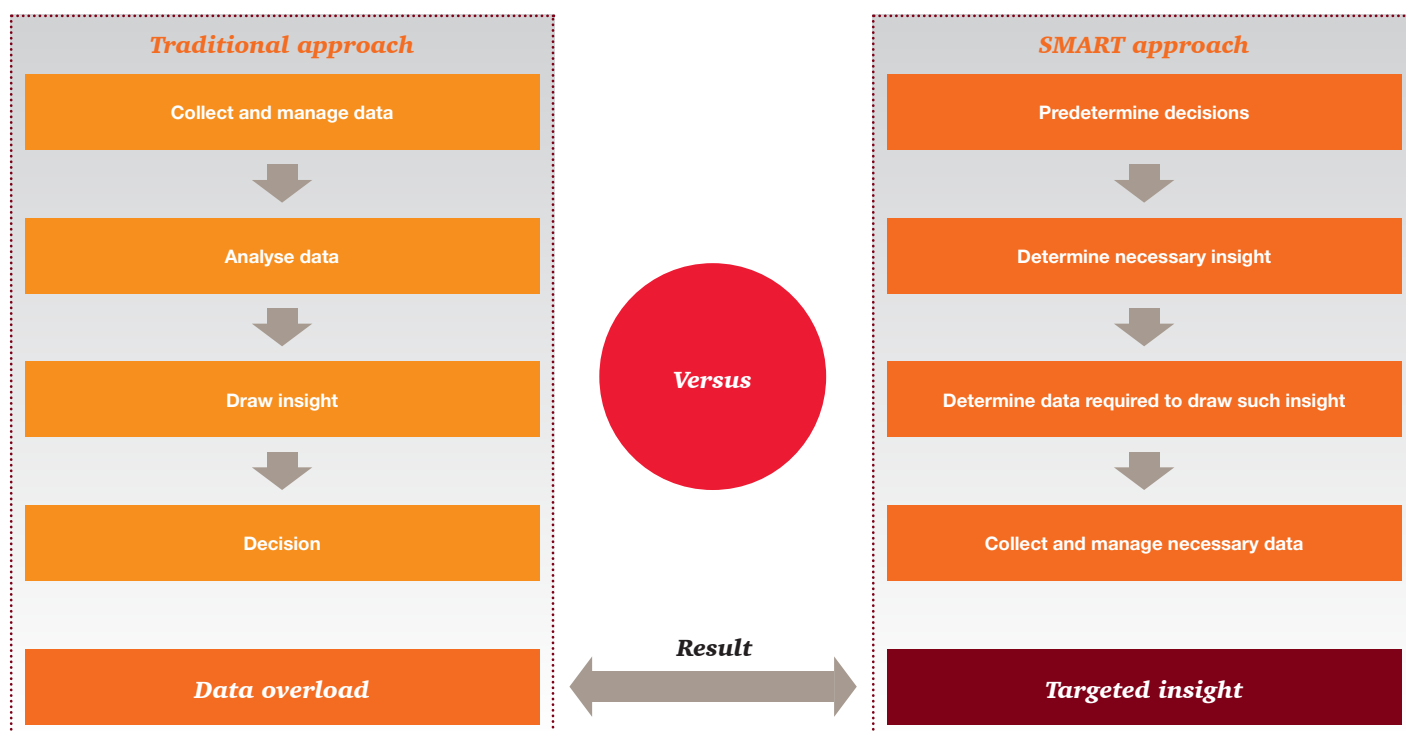 Traditional approach
Collect and manage data
Analyse data
Draw insight
Decision
Data overload
Versus
Result
SMART approach
Predetermine decisions
Determine necessary insight
Determine data required to draw such insight
Collect and manage necessary data
Targeted insight